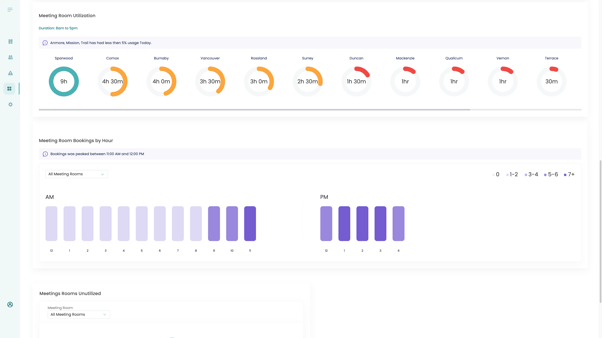 Meeting Room Utilization
Duration: 8am to 5pm
Anmore, Mission, Trail has had less then 5% usage Today
Sparwood Comox Burnaby Vancouver Rossland Surrey Duncan Mackenzie Qualicum Vernon Terrace
9h 4h 30m 4h 0m 3h 30m 3h 0m 2h 30m 1h 30m 1hr 1hr 1hr 30m
Meeting Room Bookings by Hour
Bookings was peaked between 11:00 AM and 12:00 PM
All Meeting Rooms
0 1-2 3-4 5-6 7+
AM PM
12 1 2 3 4 5 6 7 8 9 10 11 12 1 2 3 4
Meetings Rooms Unutilized
Meeting Room
All Meeting Rooms